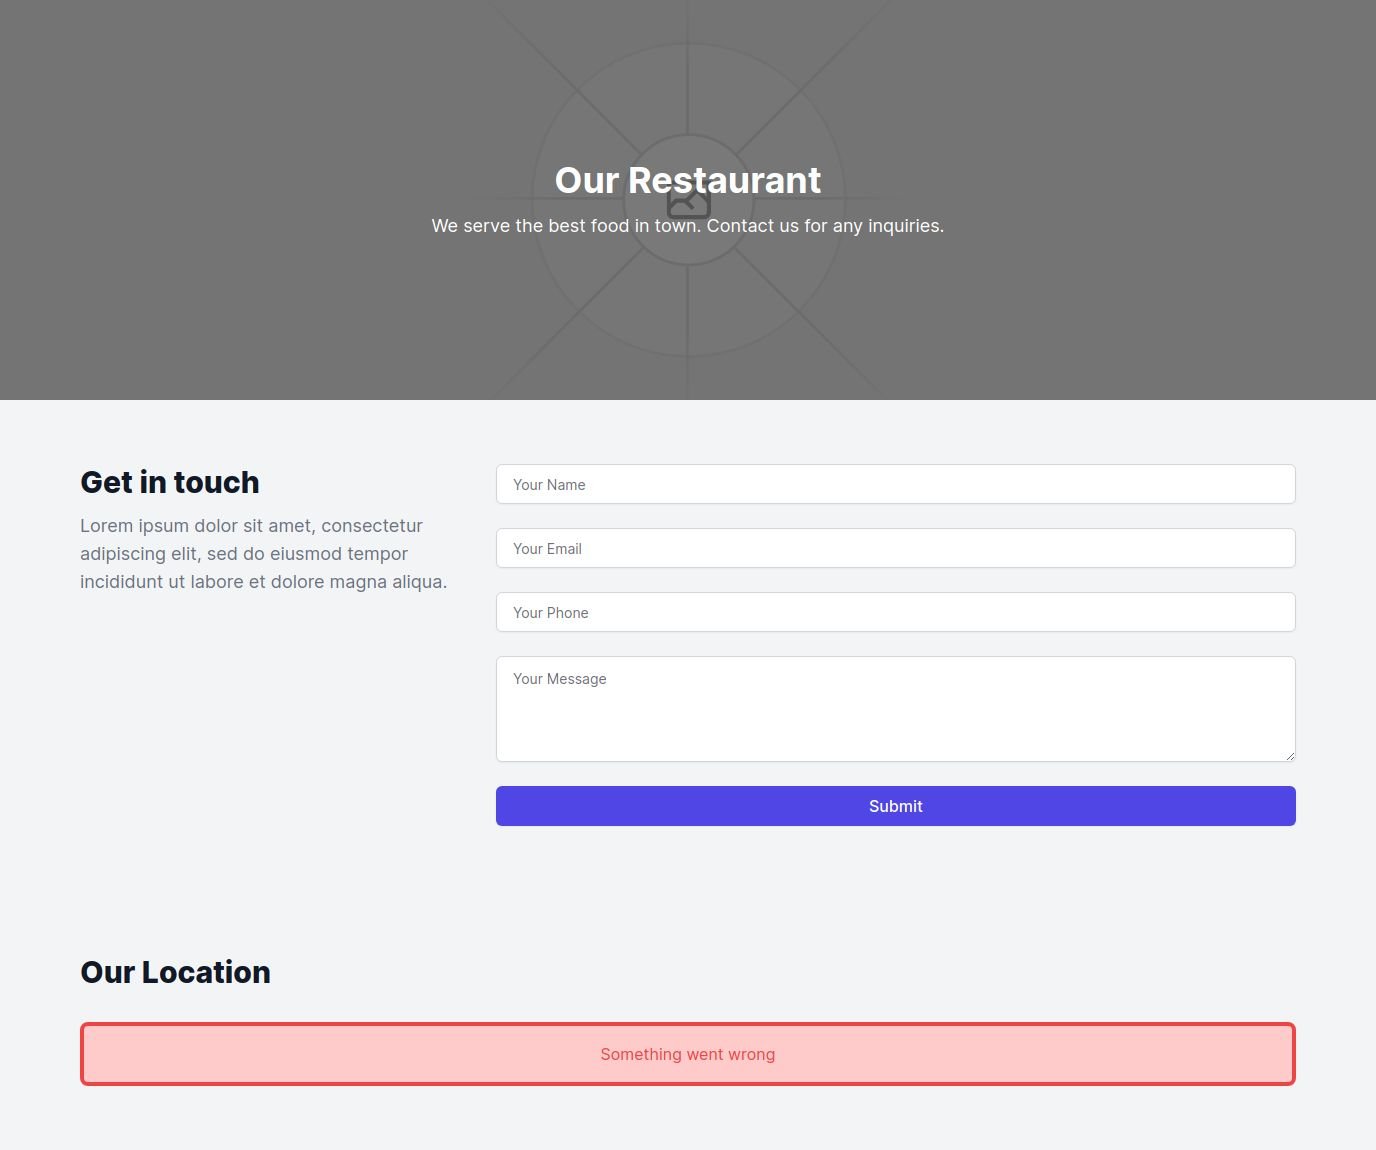 Our Restaurant
We serve the best food in town. Contact us for any inquiries.
Get in touch
Lorem ipsum dolor sit amet, consectetur
adipiscing elit, sed do eiusmod tempor
incididunt ut labore et dolore magna aliqua.
Your Name
Your Email
Your Phone
Your Message
Submit
Our Location
Something went wrong